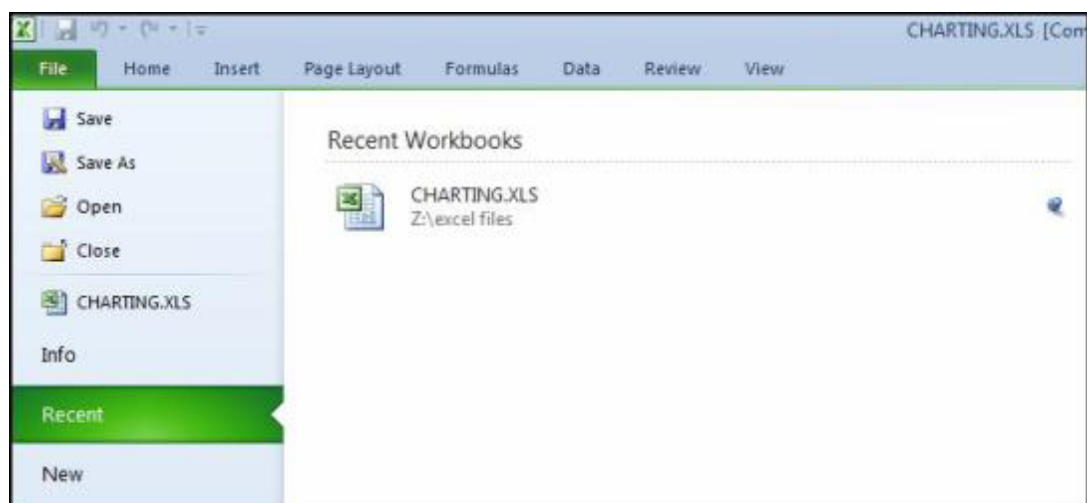 CHARTING.XLS [Com
File Home Insert Page Layout Formulas Data Review View
Save
Save As
Open
Close
CHARTING.XLS
Info
Recent
New
Recent Workbooks
CHARTING.XLS
Z:\excel files